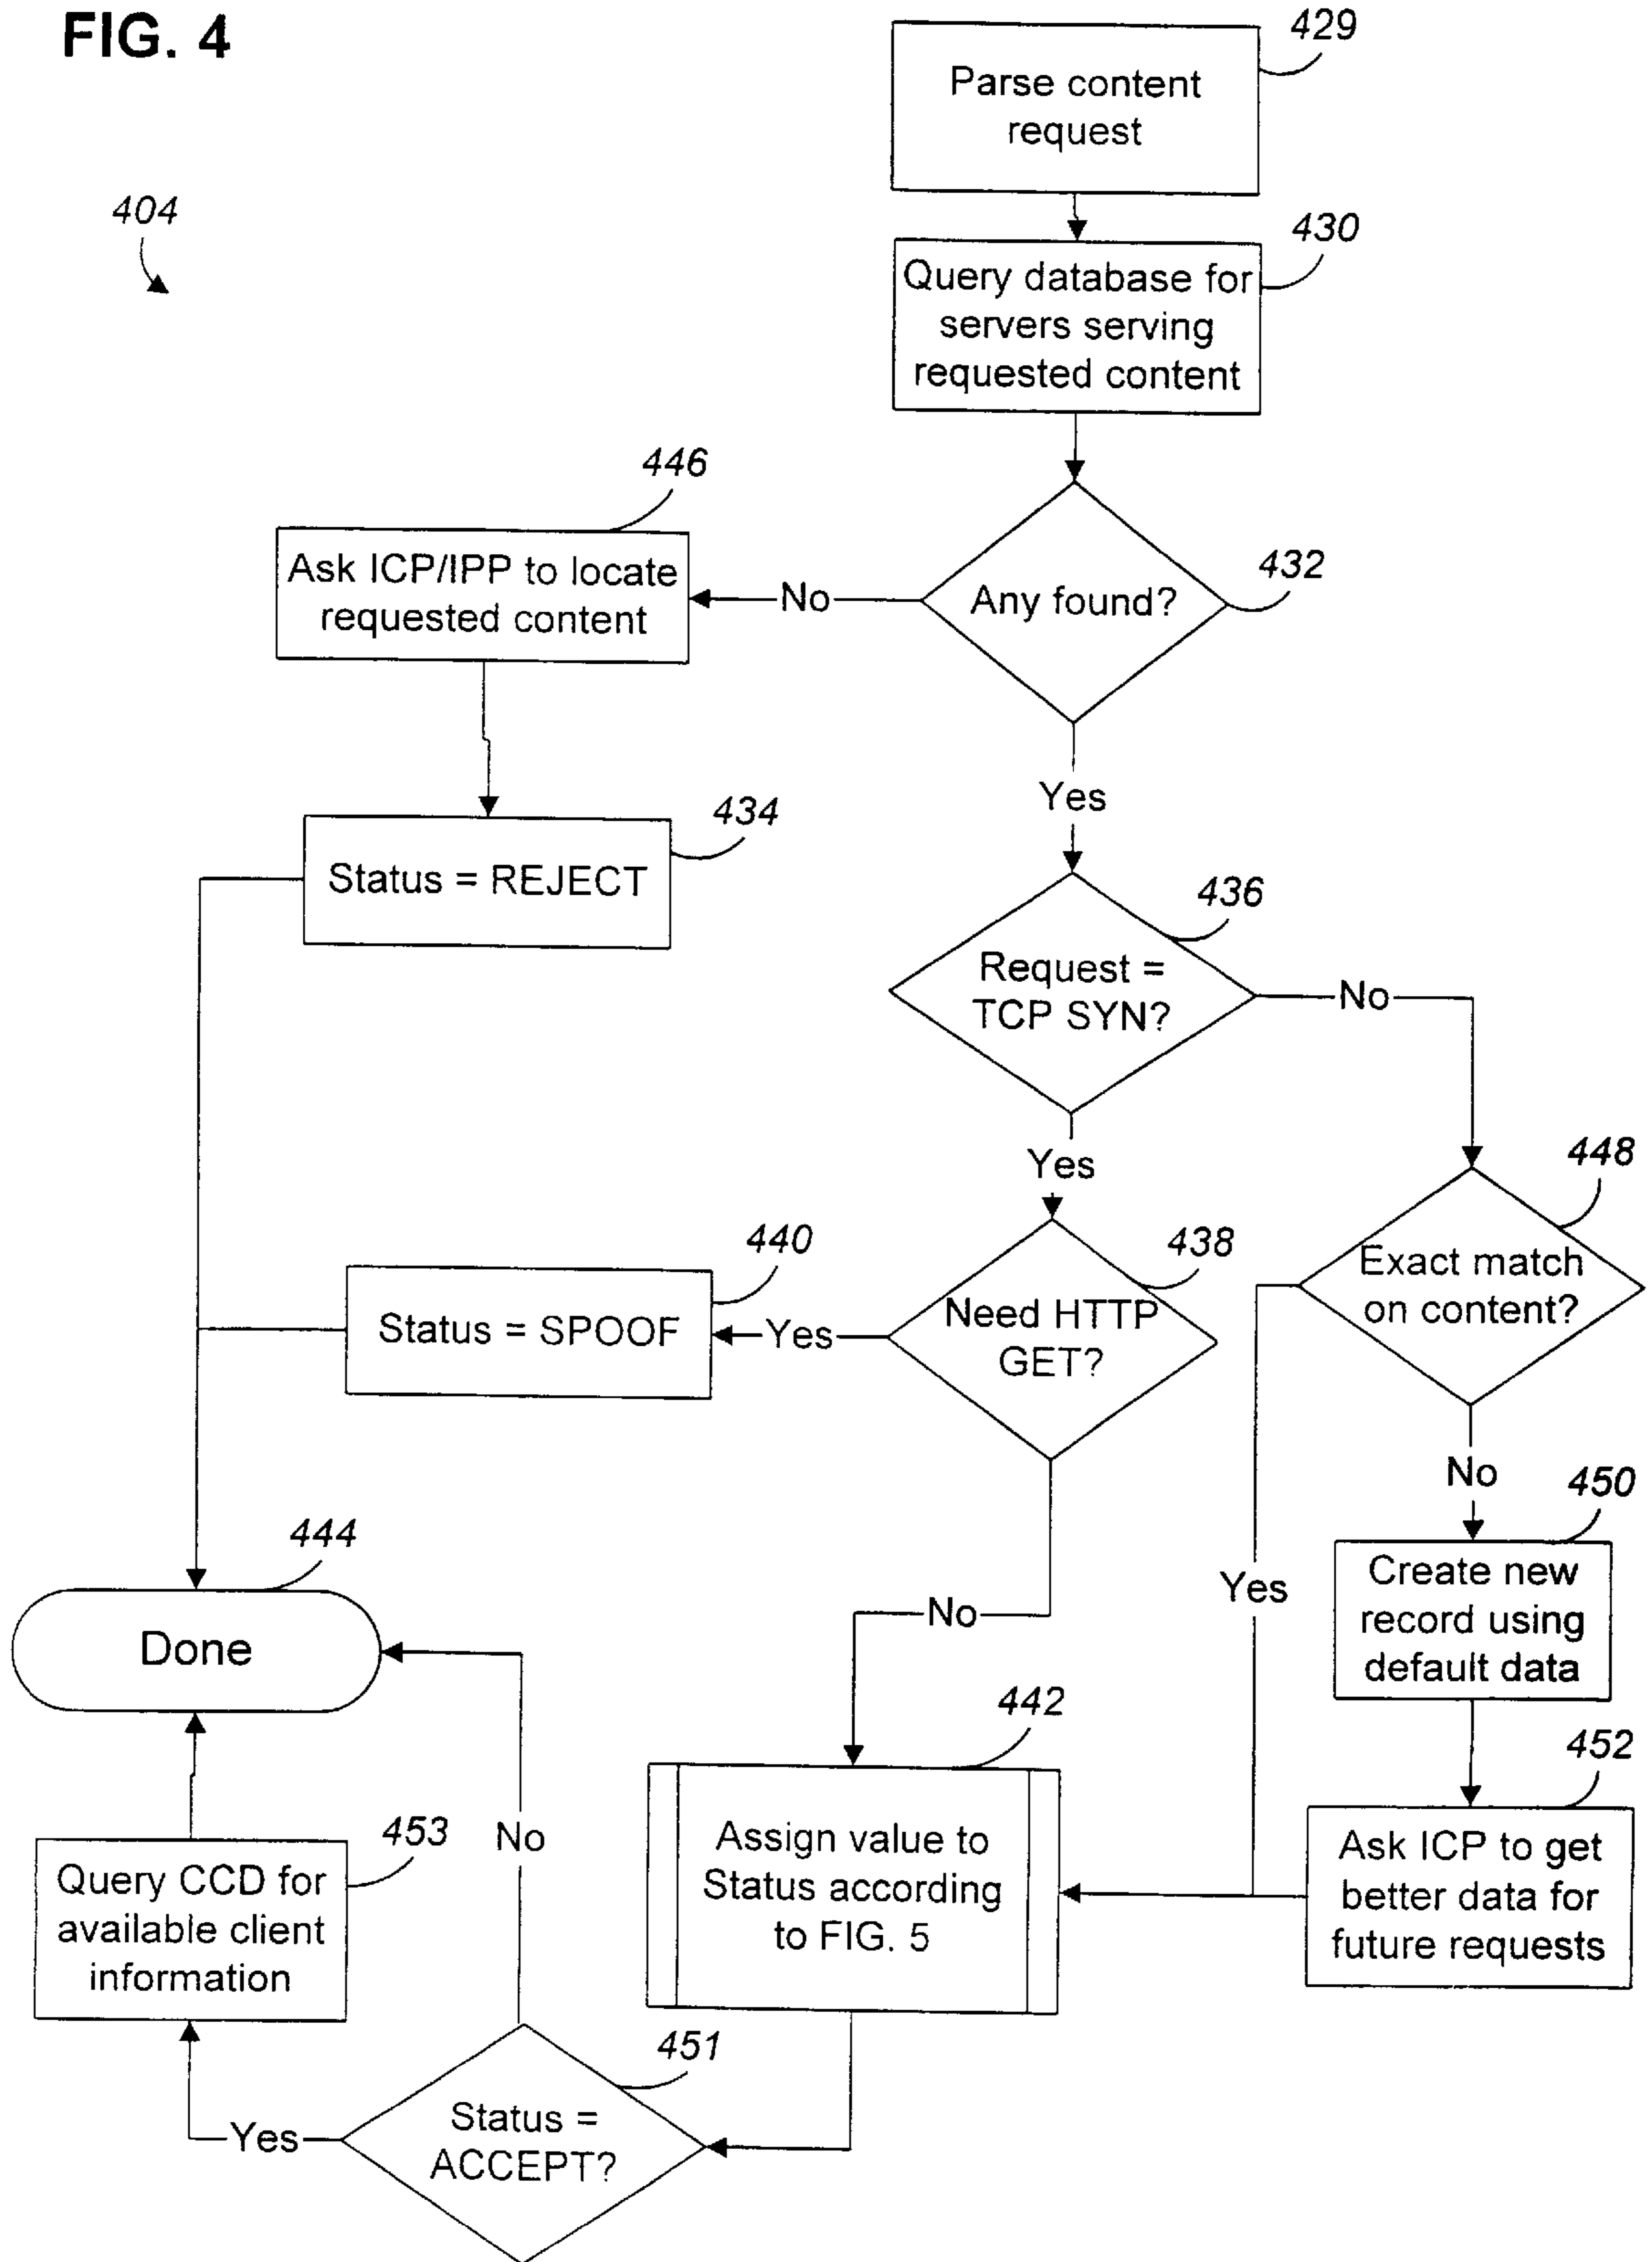 FIG. 4
429
Parse content
request
404
430
Query database for
servers serving
requested content
446
Ask ICP/IPP to locate
requested content
No
Any found?
432
Yes
434
Status = REJECT
436
Request =
TCP SYN?
No
Yes
448
Exact match
on content?
440
Status = SPOOF
Yes
438
Need HTTP
GET?
No
450
Create new
record using
default data
Yes
444
Done
No
442
Assign value to
Status according
to FIG. 5
452
Ask ICP to get
better data for
future requests
453
Query CCD for
available client
information
No
451
Status =
ACCEPT?
Yes